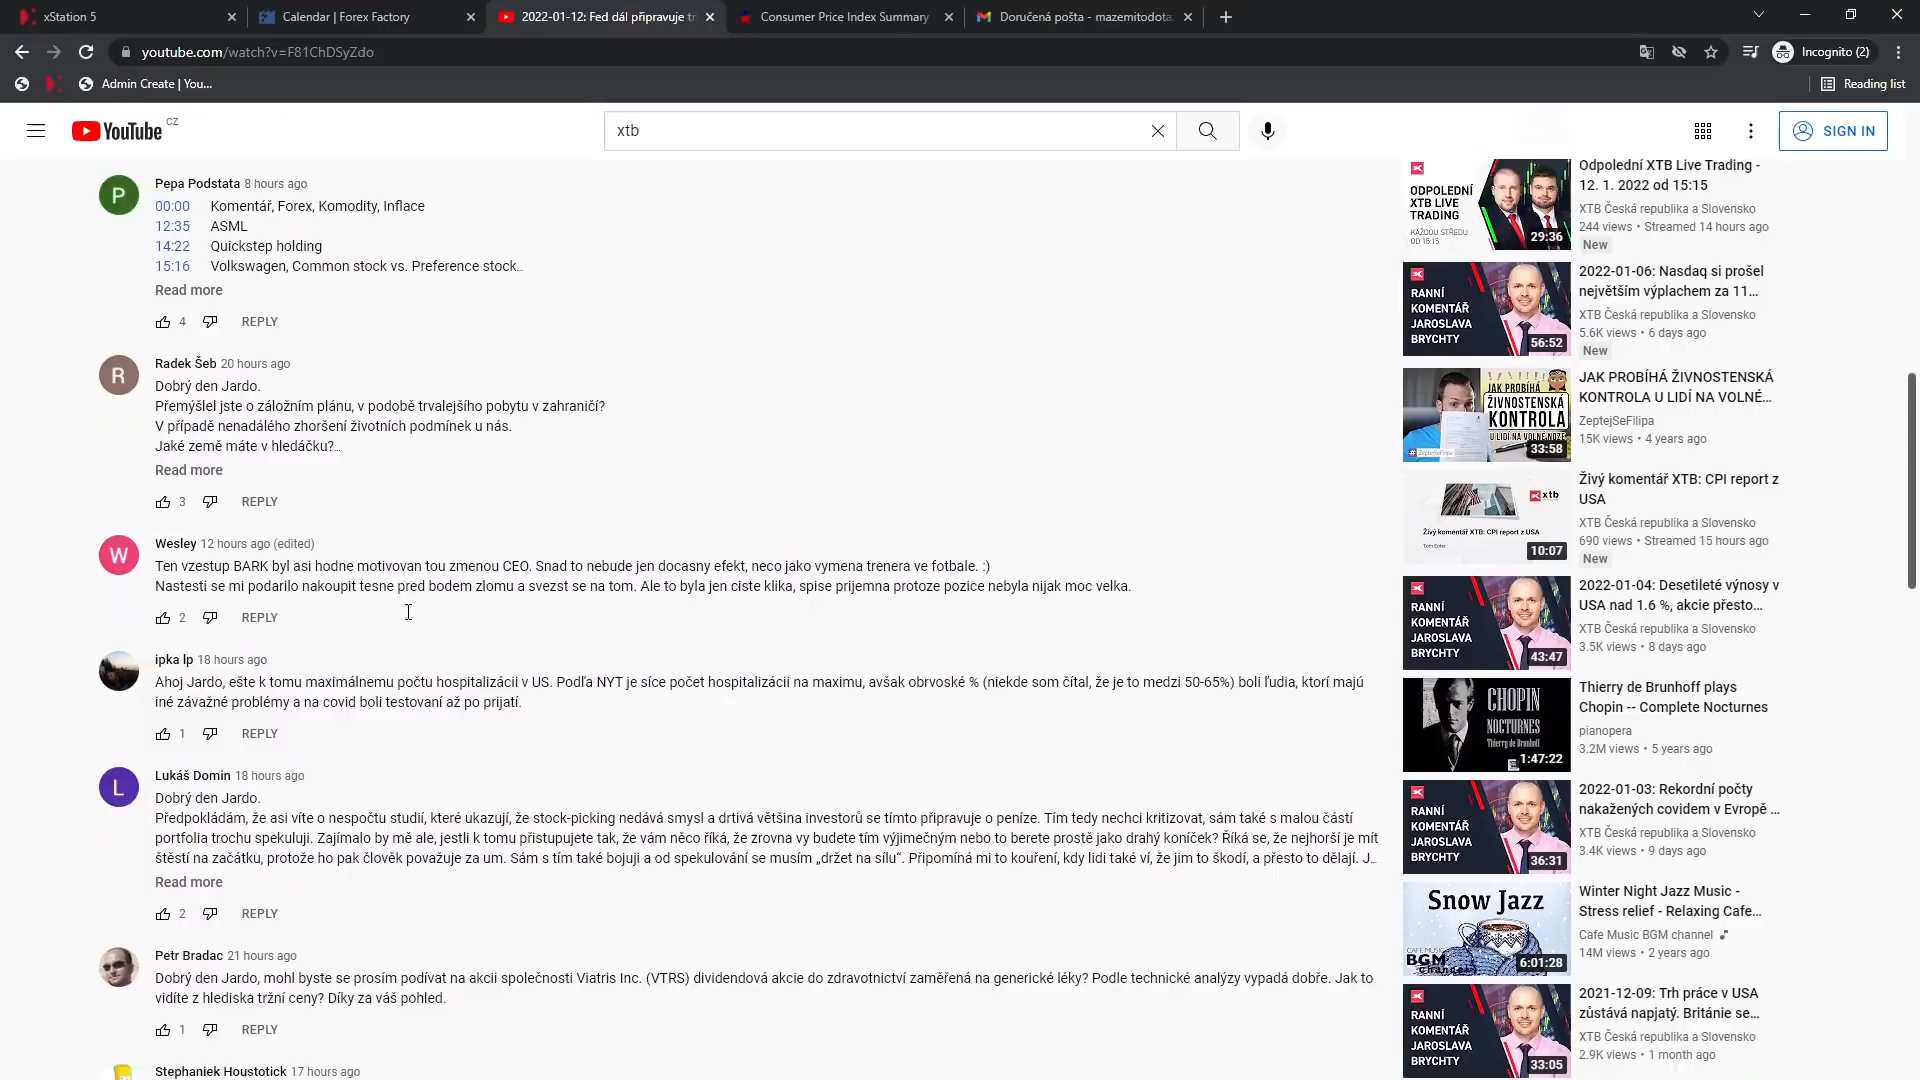 xStation 5
Calendar | Forex Factory
2022-01-12: Fed dál připravuje tr
Consumer Price Index Summary
Doručená pošta - mazemitodota
youtube.com/watch?v=F81ChDSyZdo
Incognito (2)
Admin Create | You...
Reading list
YouTube CZ
xtb
SIGN IN
Pepa Podstata 8 hours ago
00:00 Komentář, Forex, Komodity, Inflace
12:35 ASML
14:22 Quickstep holding
15:16 Volkswagen, Common stock vs. Preference stock...
Read more
4 REPLY
Radek Šeb 20 hours ago
Dobrý den Jardo.
Přemýšlel jste o záložním plánu, v podobě trvalejšího pobytu v zahraničí?
V případě nenadálého zhoršení životních podmínek u nás.
Jaké země máte v hledáčku?...
Read more
3 REPLY
W
Wesley 12 hours ago (edited)
Ten vzestup BARK byl asi hodne motivovan tou zmenou CEO. Snad to nebude jen docasny efekt, neco jako vymena trenera ve fotbale. :)
Nastesti se mi podarilo nakoupit tesne pred bodem zlomu a svezst se na tom. Ale to byla jen ciste klika, spise prijemna protoze pozice nebyla nijak moc velka.
2 REPLY
ipka lp 18 hours ago
Ahoj Jardo, ešte k tomu maximálnemu počtu hospitalizácii v US. Podľa NYT je síce počet hospitalizácii na maximu, avšak obrvoské % (niekde som čítal, že je to medzi 50-65%) boli ľudia, ktorí majú
iné závažné problémy a na covid boli testovaní až po prijatí.
1 REPLY
L
Lukáš Domin 18 hours ago
Dobrý den Jardo.
Předpokládám, že asi víte o nespočtu studií, které ukazují, že stock-picking nedává smysl a drtivá většina investorů se tímto připravuje o peníze. Tím tedy nechci kritizovat, sám také s malou částí
portfolia trochu spekuluji. Zajímalo by mě ale, jestli k tomu přistupujete tak, že vám něco říká, že zrovna vy budete tím výjimečným nebo to berete prostě jako drahý koníček? Říká se, že nejhorší je mít
štěstí na začátku, protože ho pak člověk považuje za um. Sám s tím také bojuji a od spekulování se musím „držet na sílu“. Připomíná mi to kouření, kdy lidi také ví, že jim to škodí, a přesto to dělají. J...
Read more
2 REPLY
Petr Bradac 21 hours ago
Dobrý den Jardo, mohl byste se prosím podívat na akcii společnosti Viatris Inc. (VTRS) dividendová akcie do zdravotnictví zaměřená na generické léky? Podle technické analýzy vypadá dobře. Jak to
vidíte z hlediska tržní ceny? Díky za váš pohled.
1 REPLY
Stephaniek Houstotick 17 hours ago
P
R
ODPOLEDNÍ
XTB LIVE
TRADING
KAŽDOU STŘEDU
OD 15:15
29:36
Odpolední XTB Live Trading -
12. 1. 2022 od 15:15
XTB Česká republika a Slovensko
244 views • Streamed 14 hours ago
New
RANNÍ
KOMENTÁŘ
JAROSLAVA
BRYCHTY
56:52
2022-01-06: Nasdaq si prošel
největším výplachem za 11...
XTB Česká republika a Slovensko
5.6K views • 6 days ago
New
JAK PROBÍHÁ
ŽIVNOSTENSKÁ
KONTROLA
U LIDÍ NA VOLNÉ NOZE
# ZeptejSeFilipa
33:58
JAK PROBÍHÁ ŽIVNOSTENSKÁ
KONTROLA U LIDÍ NA VOLNÉ...
ZeptejSeFilipa
15K views • 4 years ago
xtb
Živý komentář XTB: CPI report z USA
10:07
Živý komentář XTB: CPI report z
USA
XTB Česká republika a Slovensko
690 views • Streamed 15 hours ago
New
RANNÍ
KOMENTÁŘ
JAROSLAVA
BRYCHTY
43:47
2022-01-04: Desetileté výnosy v
USA nad 1.6 %, akcie přesto...
XTB Česká republika a Slovensko
3.5K views • 8 days ago
CHOPIN
NOCTURNES
Thierry de Brunhoff
1:47:22
Thierry de Brunhoff plays
Chopin -- Complete Nocturnes
pianopera
3.2M views • 5 years ago
RANNÍ
KOMENTÁŘ
JAROSLAVA
BRYCHTY
36:31
2022-01-03: Rekordní počty
nakažených covidem v Evropě ...
XTB Česká republika a Slovensko
3.4K views • 9 days ago
Snow Jazz
CAFE MUSIC
BGM
channel
6:01:28
Winter Night Jazz Music -
Stress relief - Relaxing Cafe...
Cafe Music BGM channel
14M views • 2 years ago
RANNÍ
KOMENTÁŘ
JAROSLAVA
BRYCHTY
33:05
2021-12-09: Trh práce v USA
zůstává napjatý. Británie se...
XTB Česká republika a Slovensko
2.9K views • 1 month ago